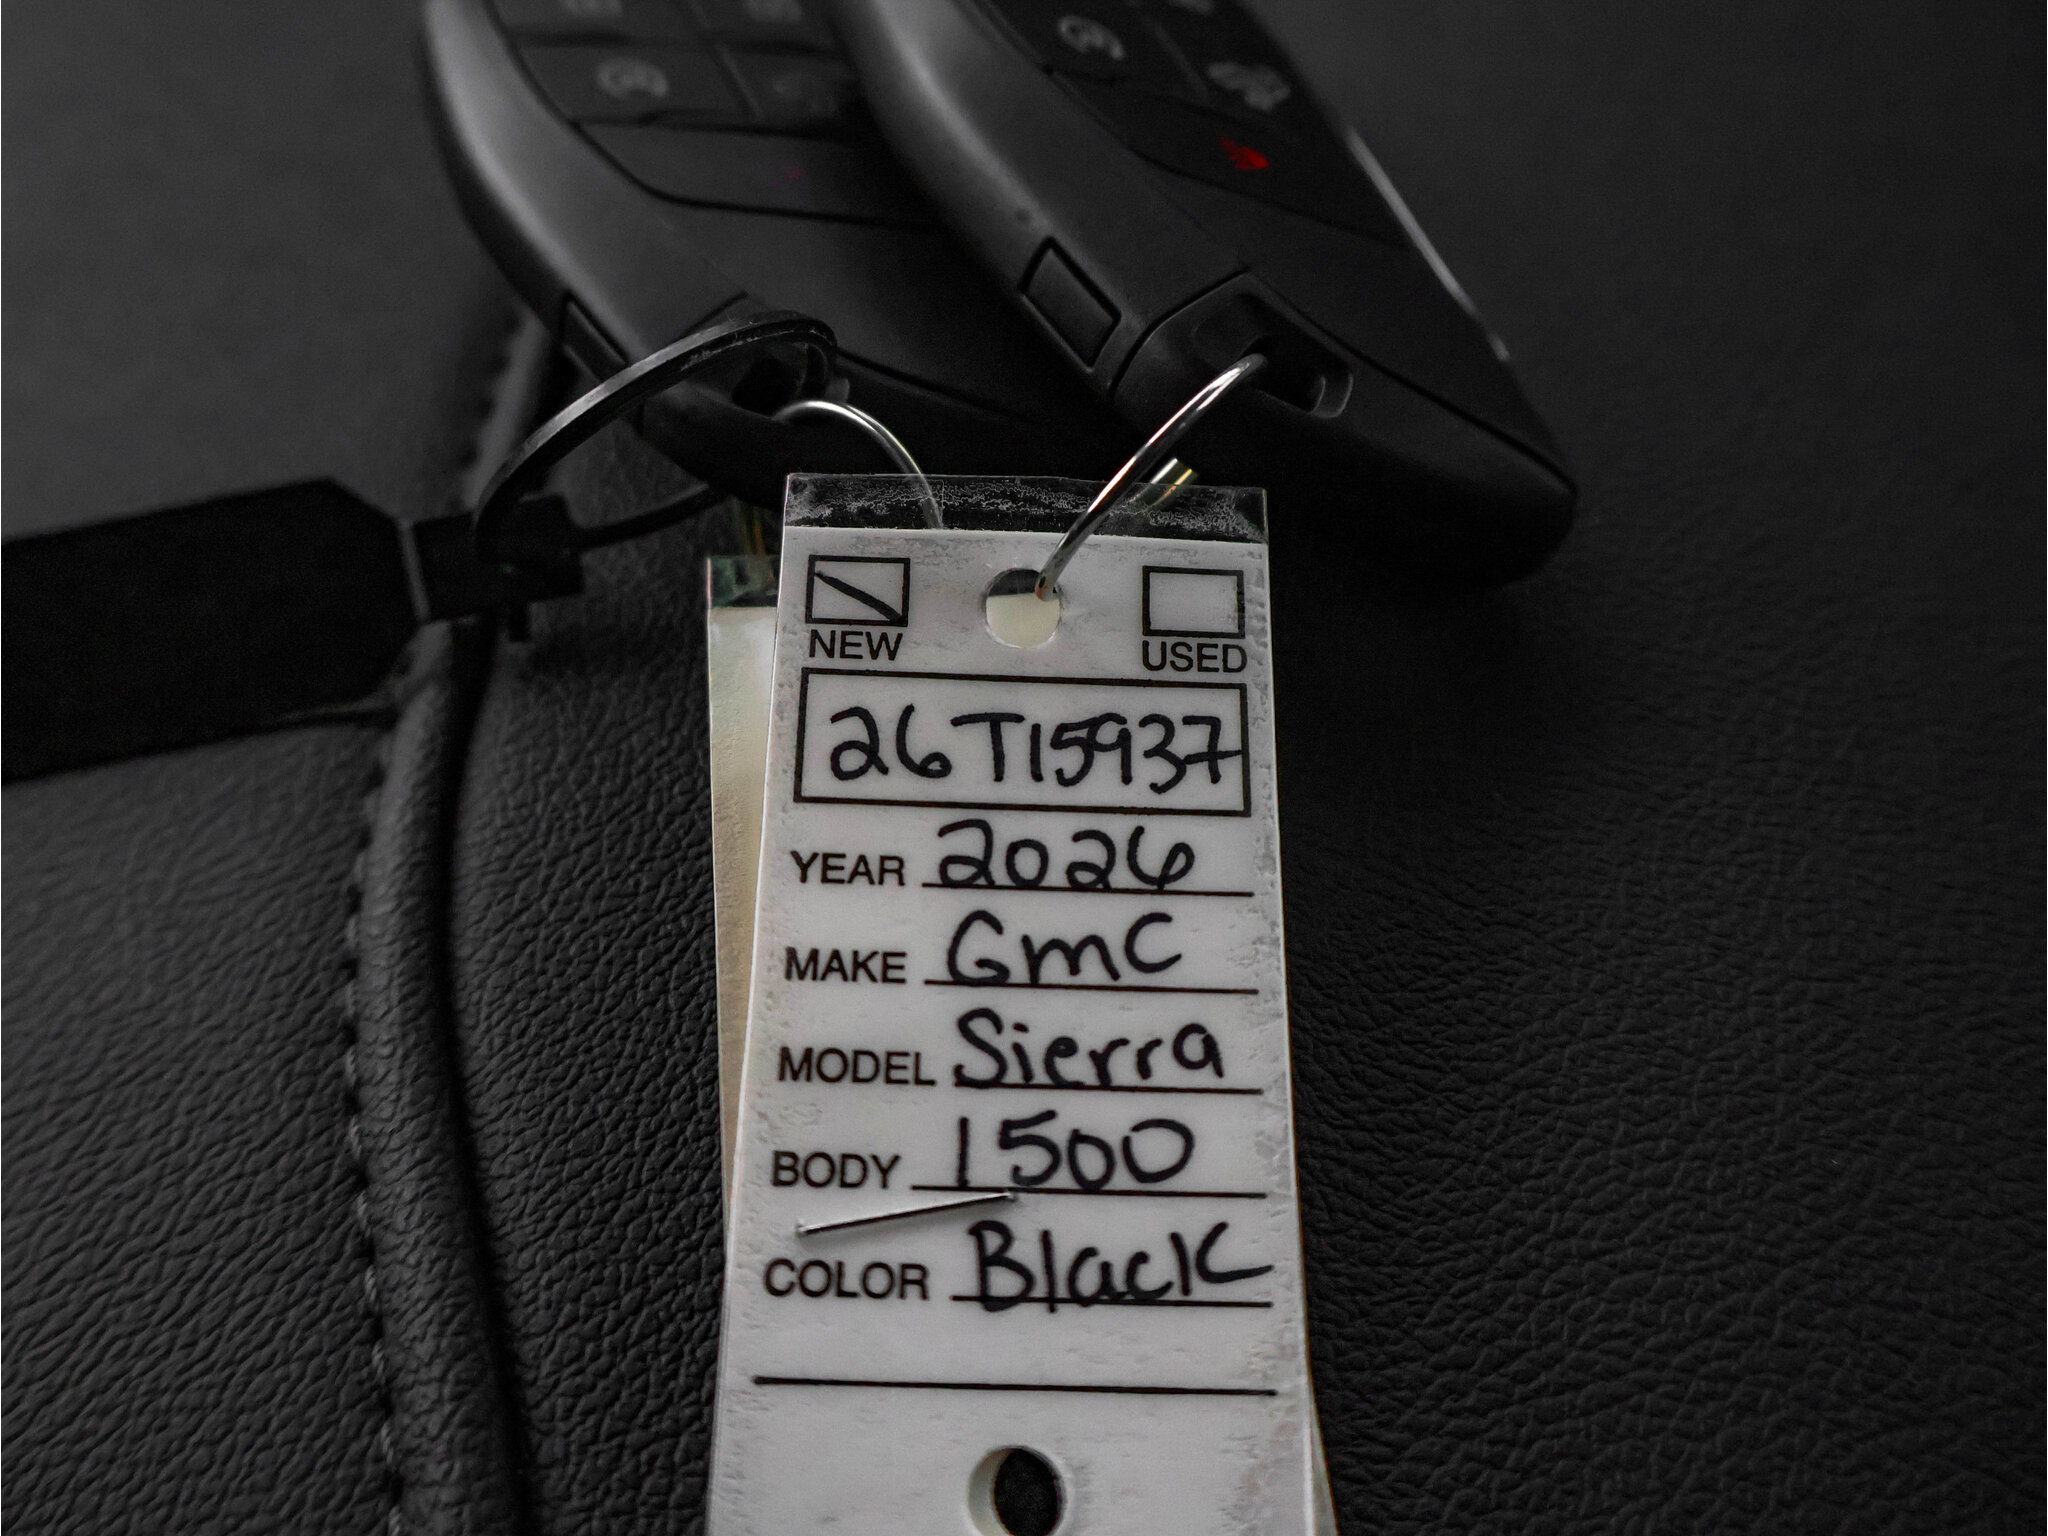 NEW USED
26T15937
YEAR 2026
MAKE GMC
MODEL Sierra
BODY 1500
COLOR Black